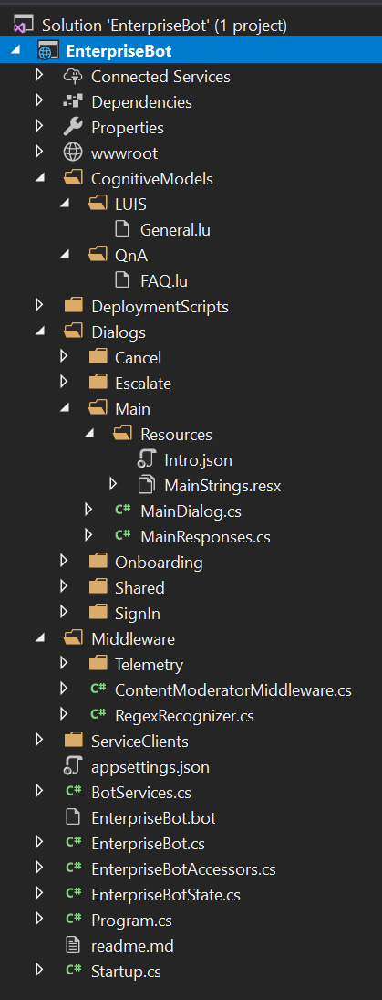 Solution 'EnterpriseBot' (1 project)
EnterpriseBot
Connected Services
Dependencies
Properties
wwwroot
CognitiveModels
LUIS
General.lu
QnA
FAQ.lu
DeploymentScripts
Dialogs
Cancel
Escalate
Main
Resources
Intro.json
MainStrings.resx
C# MainDialog.cs
C# MainResponses.cs
Onboarding
Shared
SignIn
Middleware
Telemetry
C# ContentModeratorMiddleware.cs
C# RegexRecognizer.cs
ServiceClients
appsettings.json
C# BotServices.cs
EnterpriseBot.bot
C# EnterpriseBot.cs
C# EnterpriseBotAccessors.cs
C# EnterpriseBotState.cs
C# Program.cs
readme.md
C# Startup.cs